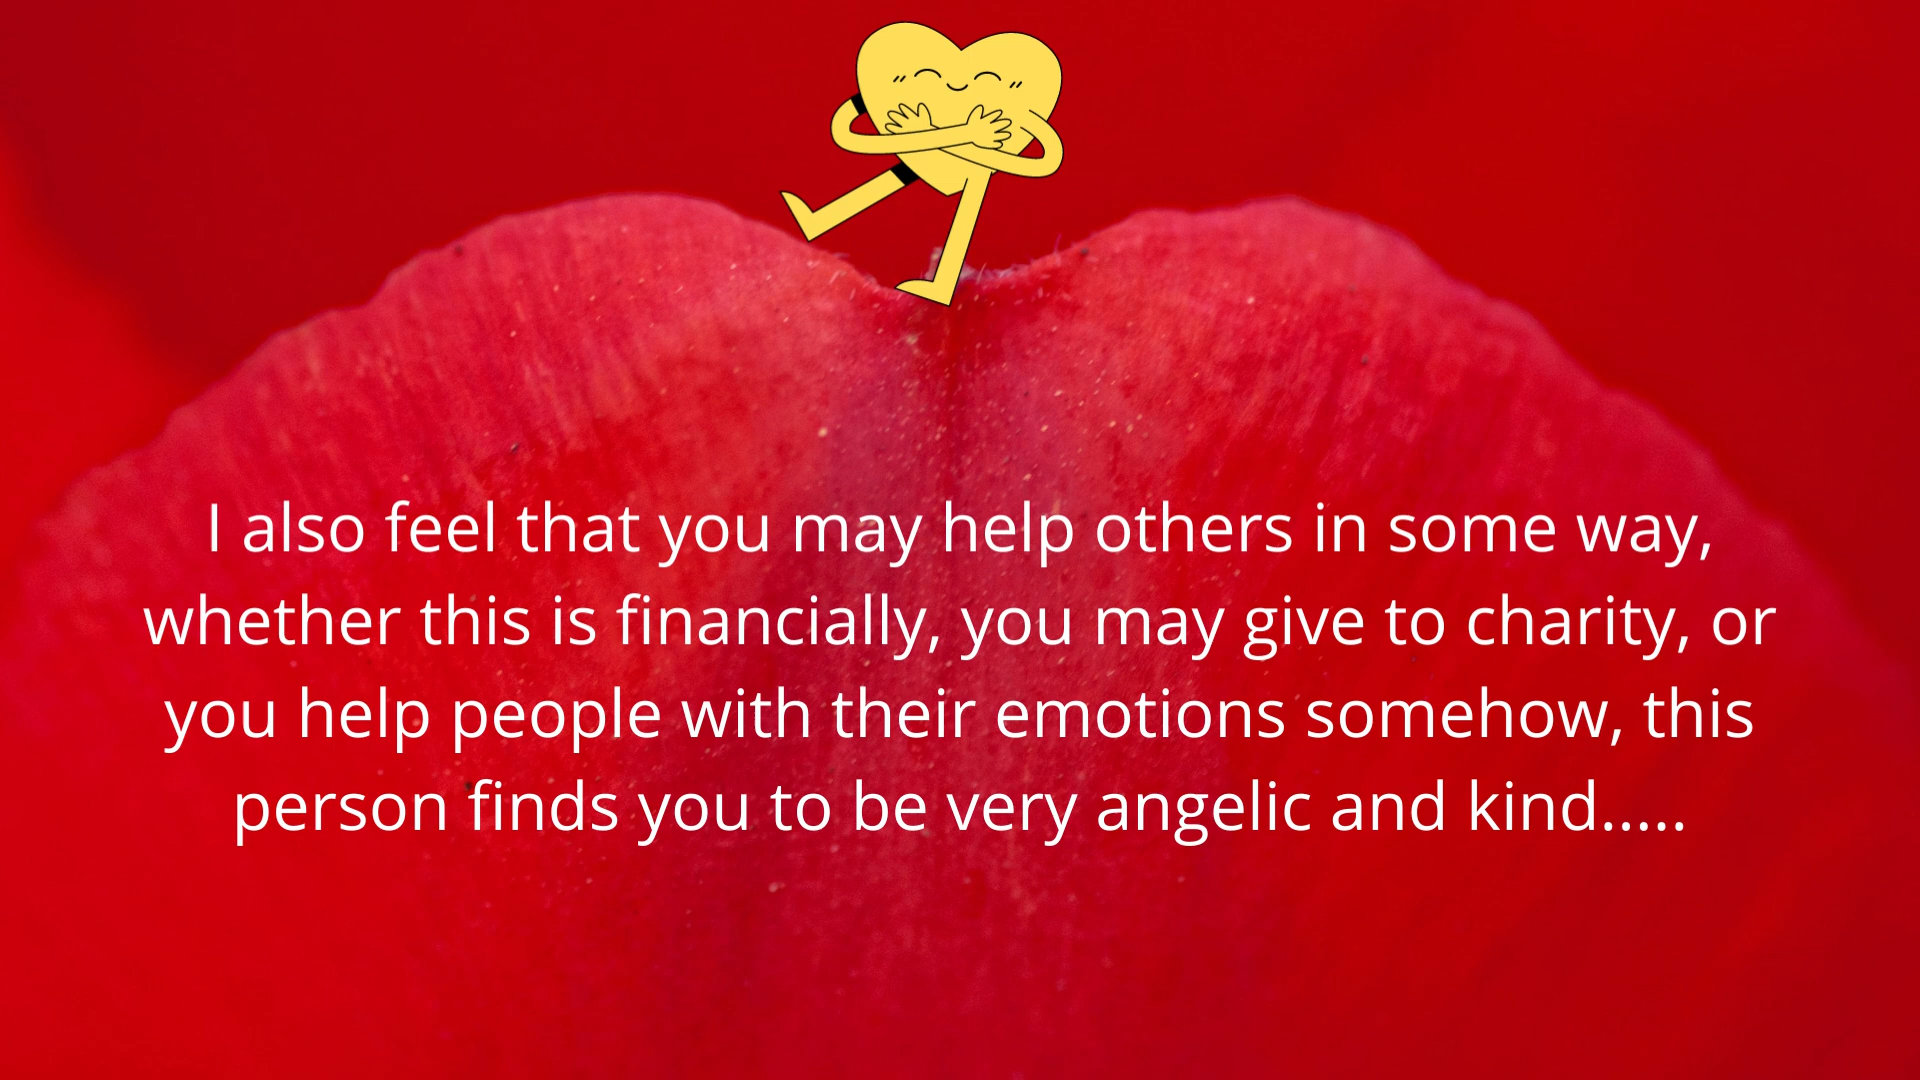 I also feel that you may help others in some way,
whether this is financially, you may give to charity, or
you help people with their emotions somehow, this
person finds you to be very angelic and kind.....